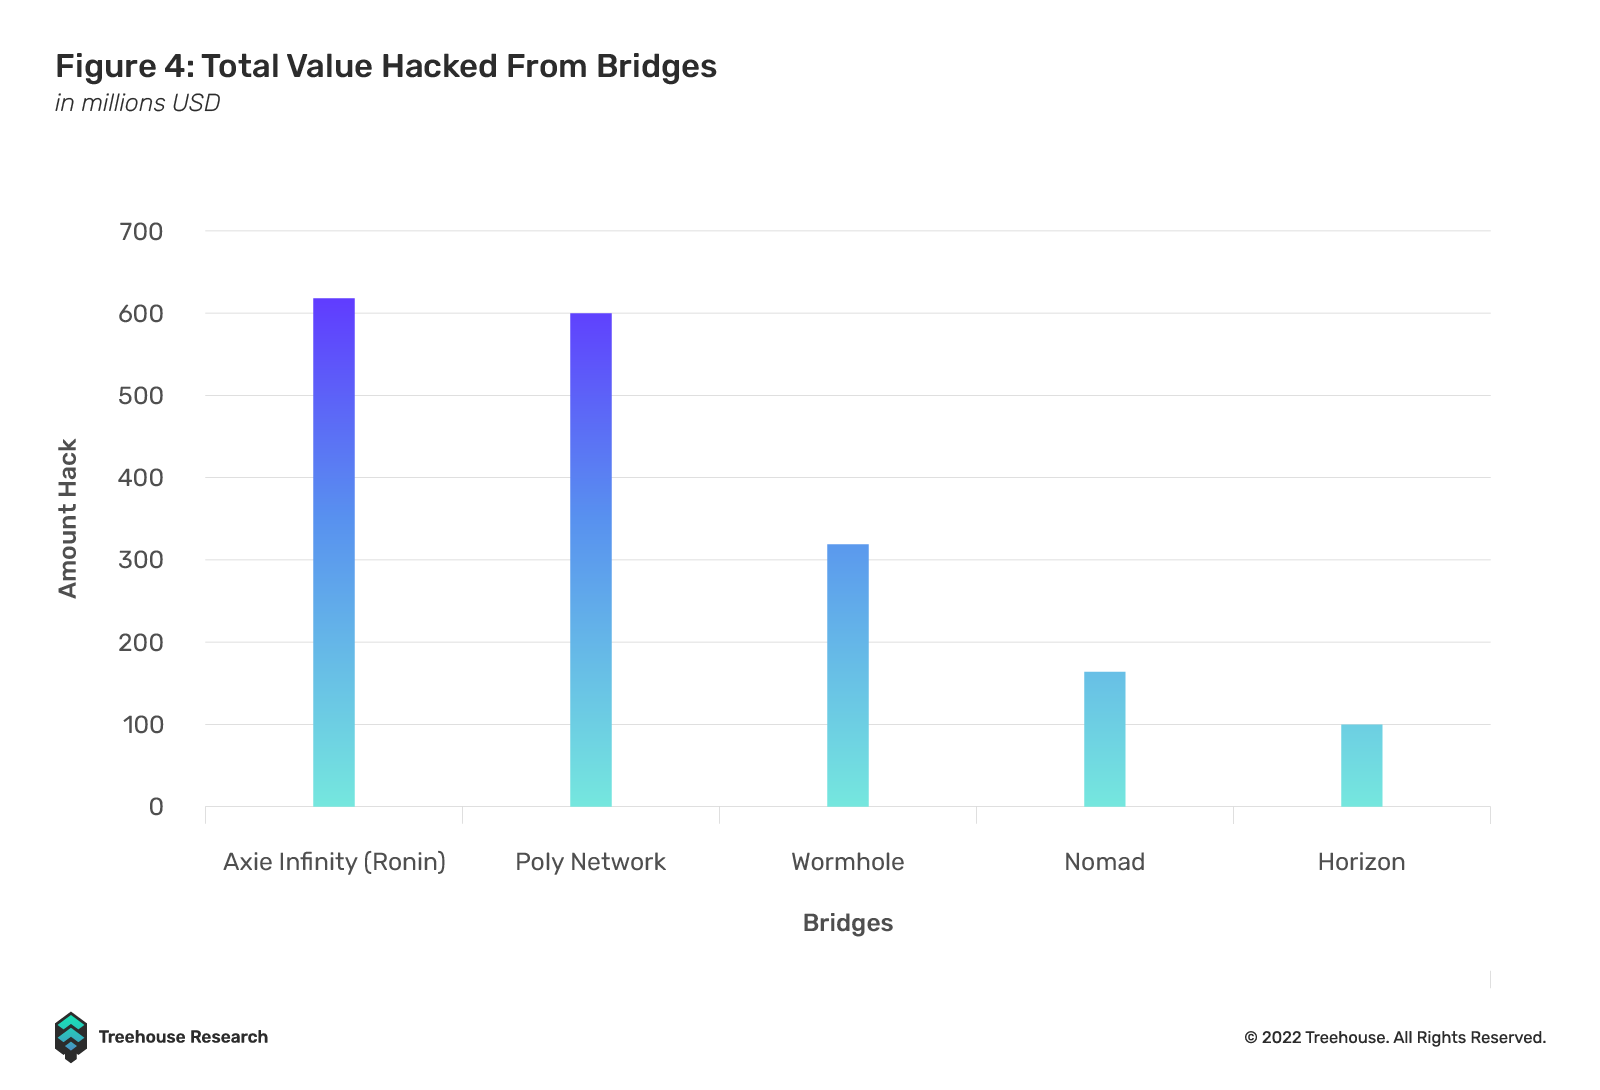 Figure 4: Total Value Hacked From Bridges
in millions USD
700
600
500
400
300
200
100
0
Amount Hack
Axie Infinity (Ronin) Poly Network Wormhole Nomad Horizon
Bridges
Treehouse Research
© 2022 Treehouse. All Rights Reserved.